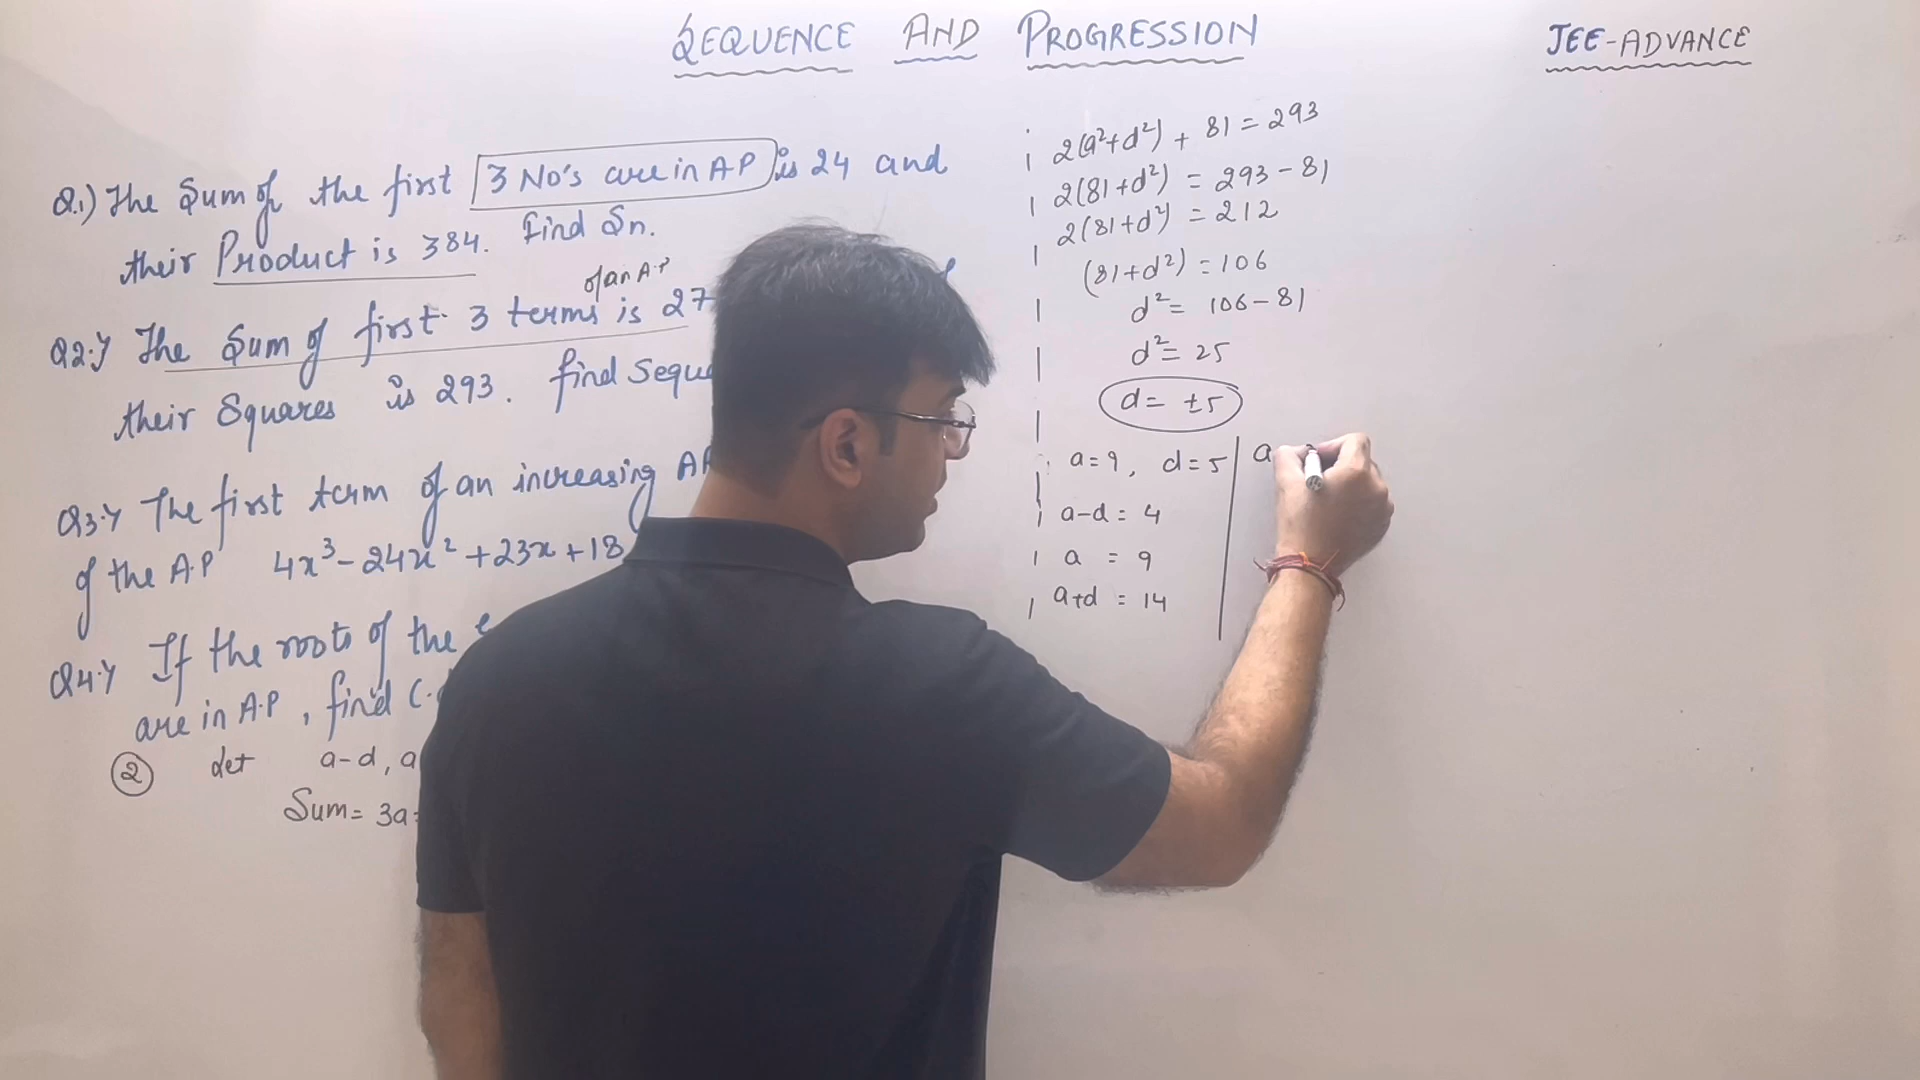 SEQUENCE AND PROGRESSION
JEE-ADVANCE
Q.1) The Sum of the first 3 No's are in AP is 24 and
their Product is 384. Find Sn.
of an A.P
Q2.) The Sum of first 3 terms is 27
their Squares is 293. find
Q3.) The first term of an increasing
of the A.P 4x³-24x²+23x+18
Q4.) If the roots of the
are in A.P, find
② Let a-d, a
Sum= 3a
2(a²+d²) + 81 = 293
2(81+d²) = 293-81
2(81+d²) = 212
(81+d²) = 106
d² = 106-81
d² = 25
d = ±5
a=9, d=5
a-d = 4
a = 9
a+d = 14
a